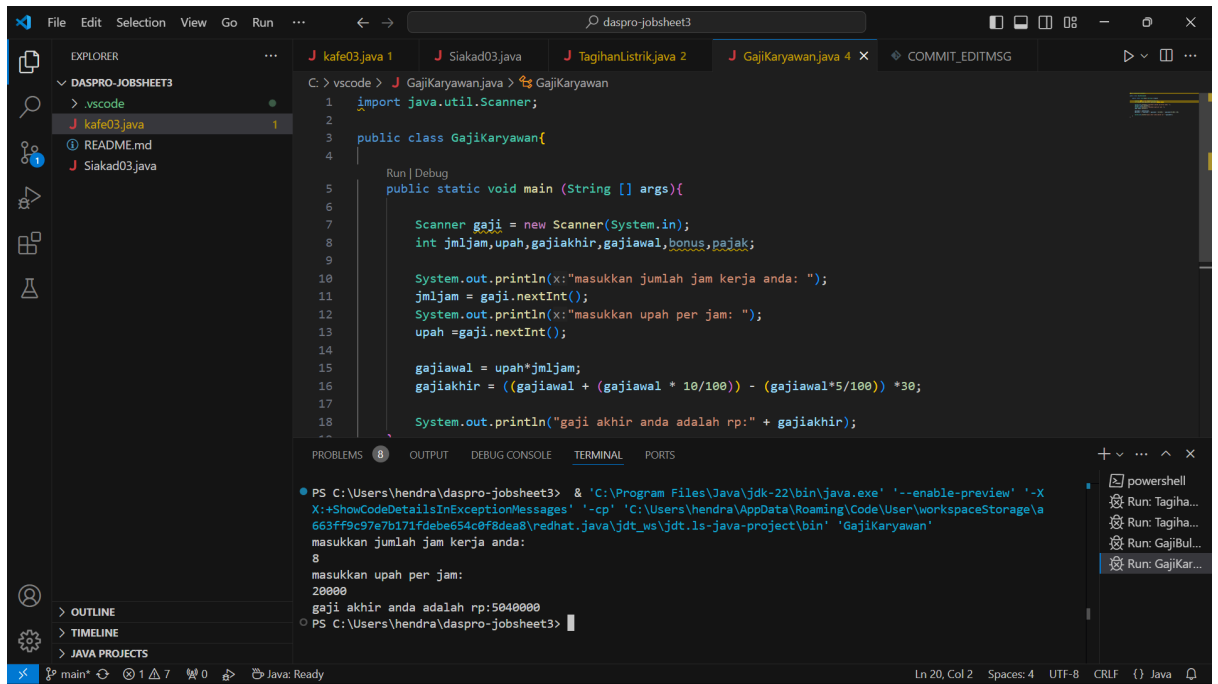 File Edit Selection View Go Run ··· daspro-jobsheet3
EXPLORER ···
DASPRO-JOBSHEET3
.vscode
J kafe03.java 1
README.md
J Siakad03.java
OUTLINE
TIMELINE
JAVA PROJECTS
1
J kafe03.java 1 J Siakad03.java J TagihanListrik.java 2 J GajiKaryawan.java 4 COMMIT_EDITMSG
C: > vscode > J GajiKaryawan.java > GajiKaryawan
1 import java.util.Scanner;
2
3 public class GajiKaryawan{
4
Run | Debug
5 public static void main (String [] args){
6
7 Scanner gaji = new Scanner(System.in);
8 int jmljam,upah,gajiakhir,gajiawal,bonus,pajak;
9
10 System.out.println(x:"masukkan jumlah jam kerja anda: ");
11 jmljam = gaji.nextInt();
12 System.out.println(x:"masukkan upah per jam: ");
13 upah =gaji.nextInt();
14
15 gajiawal = upah*jmljam;
16 gajiakhir = ((gajiawal + (gajiawal * 10/100)) - (gajiawal*5/100)) *30;
17
18 System.out.println("gaji akhir anda adalah rp:" + gajiakhir);
PROBLEMS 8 OUTPUT DEBUG CONSOLE TERMINAL PORTS
PS C:\Users\hendra\daspro-jobsheet3> & 'C:\Program Files\Java\jdk-22\bin\java.exe' '--enable-preview' '-X
X:+ShowCodeDetailsInExceptionMessages' '-cp' 'C:\Users\hendra\AppData\Roaming\Code\User\workspaceStorage\a
663ff9c97e7b171fdebe654c0f8dea8\redhat.java\jdt_ws\jdt.ls-java-project\bin' 'GajiKaryawan'
masukkan jumlah jam kerja anda:
8
masukkan upah per jam:
20000
gaji akhir anda adalah rp:5040000
PS C:\Users\hendra\daspro-jobsheet3>
powershell
Run: Tagiha...
Run: Tagiha...
Run: GajiBul...
Run: GajiKar...
main* 1 7 0 Java: Ready Ln 20, Col 2 Spaces: 4 UTF-8 CRLF {} Java